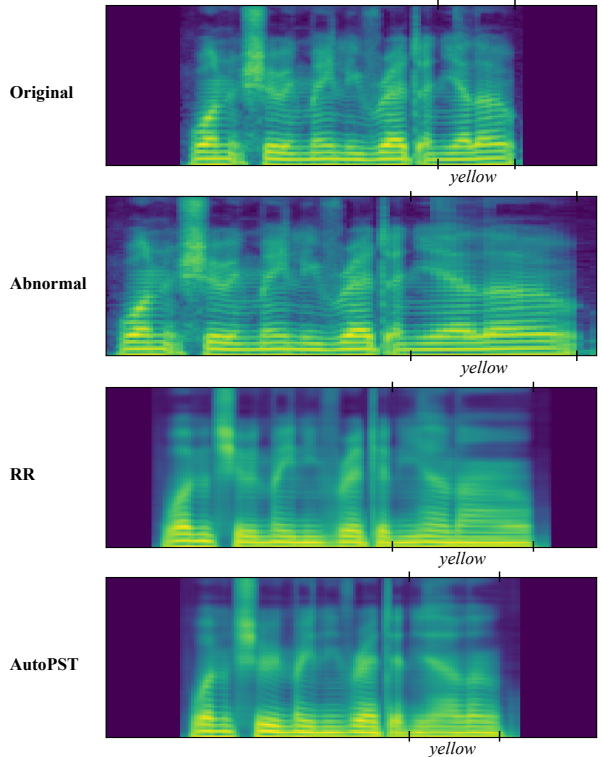 Original
yellow
Abnormal
yellow
RR
yellow
AutoPST
yellow